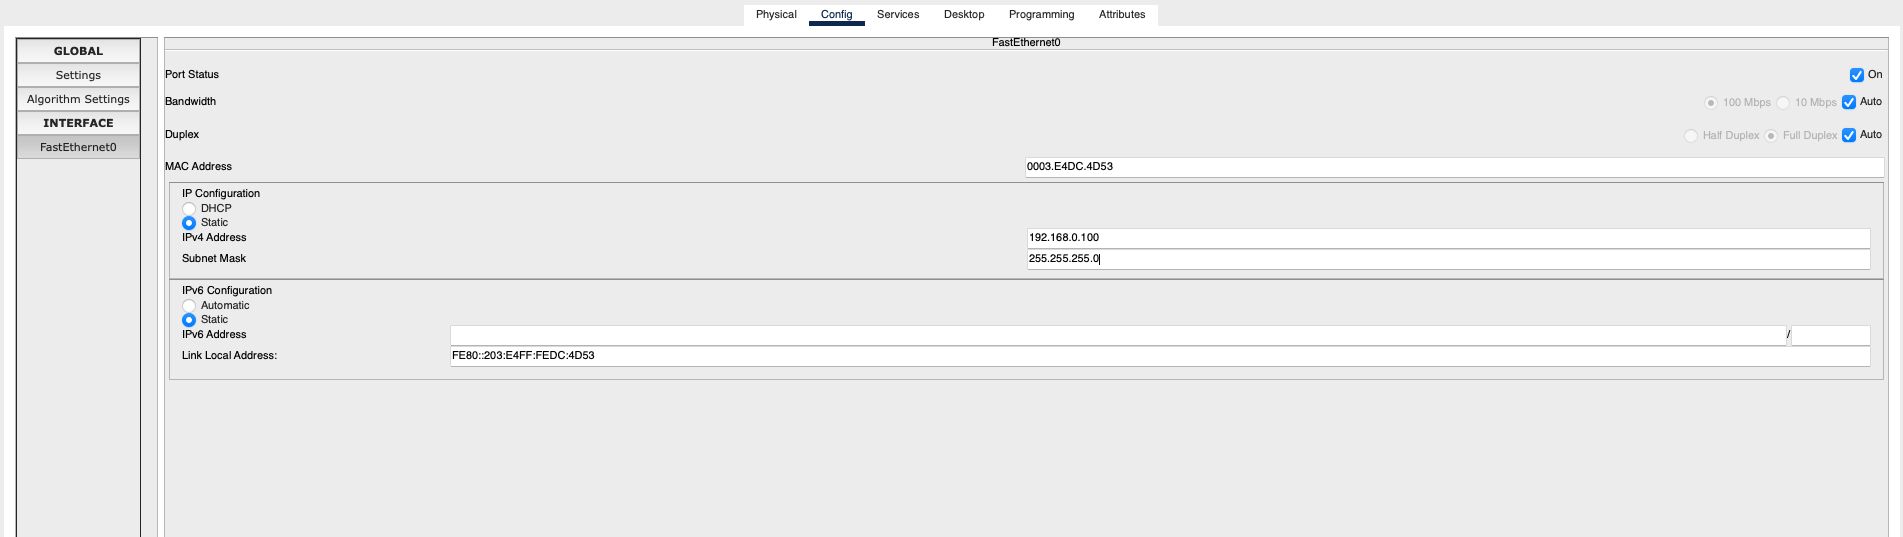 Physical Config Services Desktop Programming Attributes
GLOBAL
Settings
Algorithm Settings
INTERFACE
FastEthernet0
FastEthernet0
Port Status On
Bandwidth 100 Mbps 10 Mbps Auto
Duplex Half Duplex Full Duplex Auto
MAC Address 0003.E4DC.4D53
IP Configuration
DHCP
Static
IPv4 Address 192.168.0.100
Subnet Mask 255.255.255.0
IPv6 Configuration
Automatic
Static
IPv6 Address /
Link Local Address: FE80::203:E4FF:FEDC:4D53